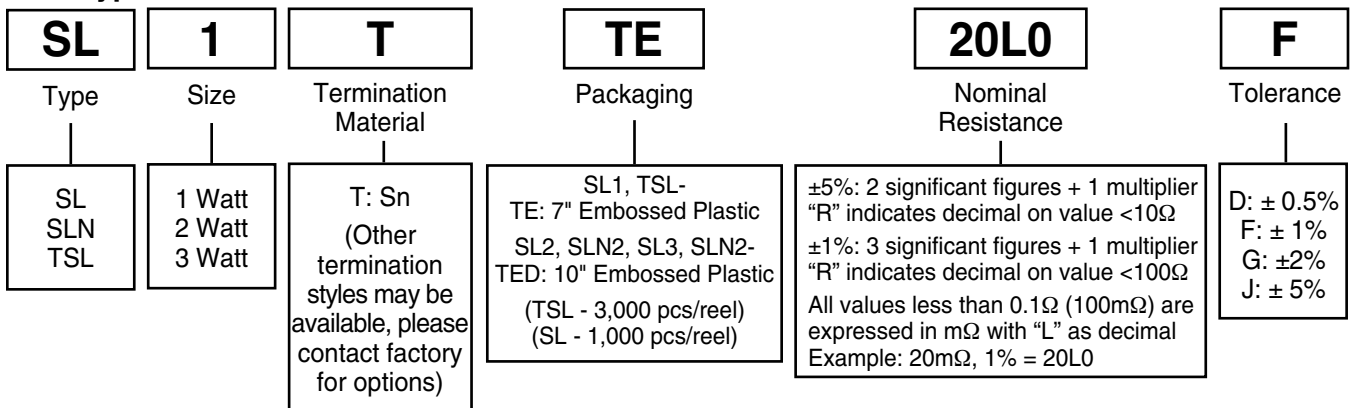 SL 1 T TE 20L0 F
Type Size Termination Material Packaging Nominal Resistance Tolerance
SL
SLN
TSL
1 Watt
2 Watt
3 Watt
T: Sn
(Other
termination
styles may be
available, please
contact factory
for options)
SL1, TSL-
TE: 7" Embossed Plastic
SL2, SLN2, SL3, SLN2-
TED: 10" Embossed Plastic
(TSL - 3,000 pcs/reel)
(SL - 1,000 pcs/reel)
±5%: 2 significant figures + 1 multiplier
“R” indicates decimal on value <10Ω
±1%: 3 significant figures + 1 multiplier
“R” indicates decimal on value <100Ω
All values less than 0.1Ω (100mΩ) are
expressed in mΩ with “L” as decimal
Example: 20mΩ, 1% = 20L0
D: ± 0.5%
F: ± 1%
G: ±2%
J: ± 5%